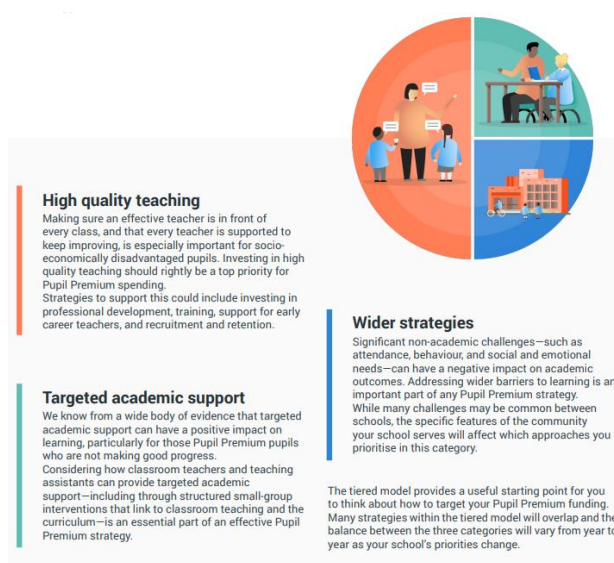 High quality teaching
Making sure an effective teacher is in front of
every class, and that every teacher is supported to
keep improving, is especially important for socio-
economically disadvantaged pupils. Investing in high
quality teaching should rightly be a top priority for
Pupil Premium spending.
Strategies to support this could include investing in
professional development, training, support for early
career teachers, and recruitment and retention.
Targeted academic support
We know from a wide body of evidence that targeted
academic support can have a positive impact on
learning, particularly for those Pupil Premium pupils
who are not making good progress.
Considering how classroom teachers and teaching
assistants can provide targeted academic
support—including through structured small-group
interventions that link to classroom teaching and the
curriculum—is an essential part of an effective Pupil
Premium strategy.
Wider strategies
Significant non-academic challenges—such as
attendance, behaviour, and social and emotional
needs—can have a negative impact on academic
outcomes. Addressing wider barriers to learning is an
important part of any Pupil Premium strategy.
While many challenges may be common between
schools, the specific features of the community
your school serves will affect which approaches you
prioritise in this category.
The tiered model provides a useful starting point for you
to think about how to target your Pupil Premium funding.
Many strategies within the tiered model will overlap and the
balance between the three categories will vary from year to
year as your school's priorities change.